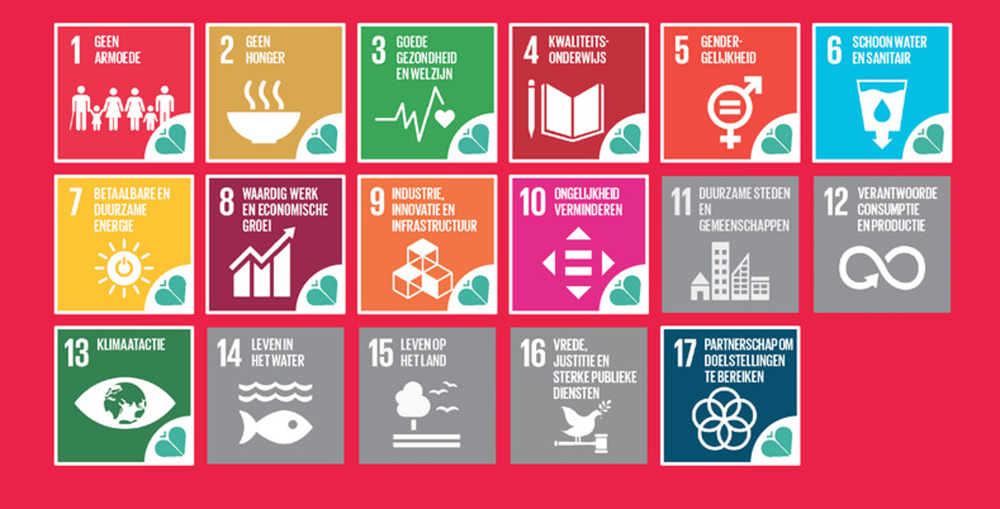 1 GEEN
ARMOEDE
2 GEEN
HONGER
3 GOEDE
GEZONDHEID
EN WELZIJN
4 KWALITEITS-
ONDERWIJS
5 GENDER-
GELIJKHEID
6 SCHOON WATER
EN SANITAIR
7 BETAALBARE EN
DUURZAME
ENERGIE
8 WAARDIG WERK
EN ECONOMISCHE
GROEI
9 INDUSTRIE,
INNOVATIE EN
INFRASTRUCTUUR
10 ONGELIJKHEID
VERMINDEREN
11 DUURZAME STEDEN
EN
GEMEENSCHAPPEN
12 VERANTWOORDE
CONSUMPTIE
EN PRODUCTIE
13 KLIMAATACTIE
14 LEVEN IN
HET WATER
15 LEVEN OP
HET LAND
16 VREDE,
JUSTITIE EN
STERKE PUBLIEKE
DIENSTEN
17 PARTNERSCHAP OM
DOELSTELLINGEN
TE BEREIKEN